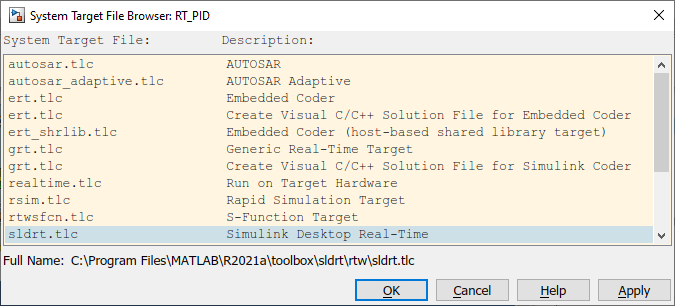 System Target File Browser: RT_PID
System Target File: Description:
autosar.tlc AUTOSAR
autosar_adaptive.tlc AUTOSAR Adaptive
ert.tlc Embedded Coder
ert.tlc Create Visual C/C++ Solution File for Embedded Coder
ert_shrlib.tlc Embedded Coder (host-based shared library target)
grt.tlc Generic Real-Time Target
grt.tlc Create Visual C/C++ Solution File for Simulink Coder
realtime.tlc Run on Target Hardware
rsim.tlc Rapid Simulation Target
rtwsfcn.tlc S-Function Target
sldrt.tlc Simulink Desktop Real-Time
Full Name: C:\Program Files\MATLAB\R2021a\toolbox\sldrt\rtw\sldrt.tlc
OK Cancel Help Apply